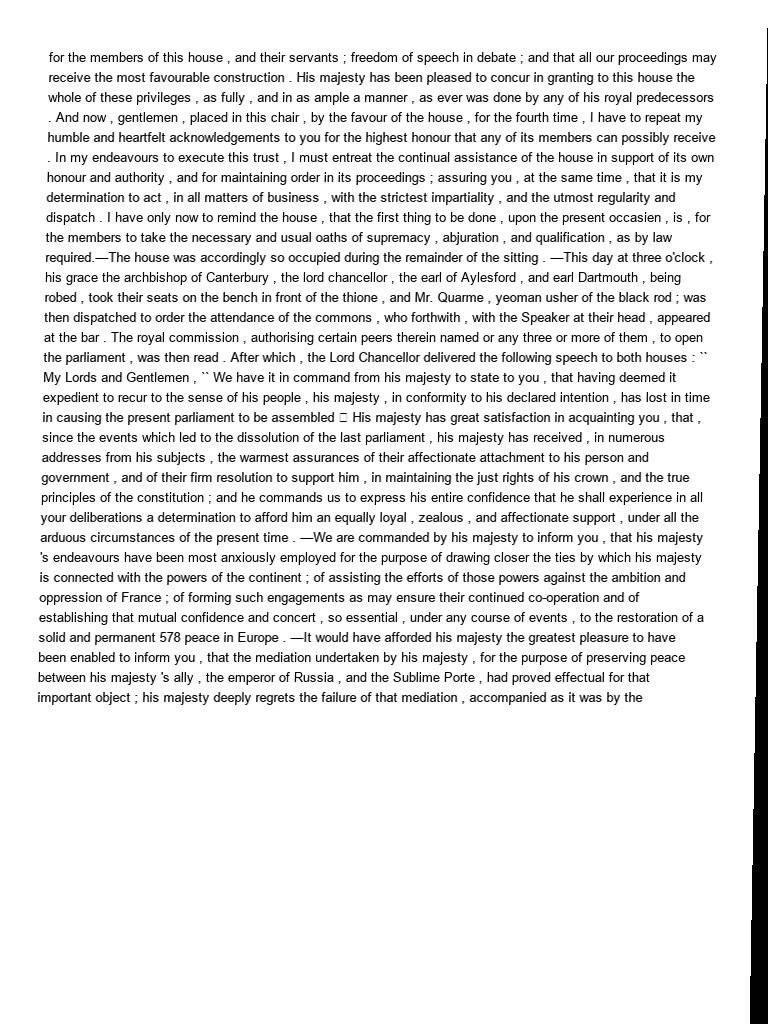 for the members of this house , and their servants ; freedom of speech in debate ; and that all our proceedings may
receive the most favourable construction . His majesty has been pleased to concur in granting to this house the
whole of these privileges , as fully , and in as ample a manner , as ever was done by any of his royal predecessors
. And now , gentlemen , placed in this chair , by the favour of the house , for the fourth time , I have to repeat my
humble and heartfelt acknowledgements to you for the highest honour that any of its members can possibly receive
. In my endeavours to execute this trust , I must entreat the continual assistance of the house in support of its own
honour and authority , and for maintaining order in its proceedings ; assuring you , at the same time , that it is my
determination to act , in all matters of business , with the strictest impartiality , and the utmost regularity and
dispatch . I have only now to remind the house , that the first thing to be done , upon the present occasien , is , for
the members to take the necessary and usual oaths of supremacy , abjuration , and qualification , as by law
required.—The house was accordingly so occupied during the remainder of the sitting . —This day at three o'clock ,
his grace the archbishop of Canterbury , the lord chancellor , the earl of Aylesford , and earl Dartmouth , being
robed , took their seats on the bench in front of the thione , and Mr. Quarme , yeoman usher of the black rod ; was
then dispatched to order the attendance of the commons , who forthwith , with the Speaker at their head , appeared
at the bar . The royal commission , authorising certain peers therein named or any three or more of them , to open
the parliament , was then read . After which , the Lord Chancellor delivered the following speech to both houses : ``
My Lords and Gentlemen , `` We have it in command from his majesty to state to you , that having deemed it
expedient to recur to the sense of his people , his majesty , in conformity to his declared intention , has lost in time
in causing the present parliament to be assembled  His majesty has great satisfaction in acquainting you , that ,
since the events which led to the dissolution of the last parliament , his majesty has received , in numerous
addresses from his subjects , the warmest assurances of their affectionate attachment to his person and
government , and of their firm resolution to support him , in maintaining the just rights of his crown , and the true
principles of the constitution ; and he commands us to express his entire confidence that he shall experience in all
your deliberations a determination to afford him an equally loyal , zealous , and affectionate support , under all the
arduous circumstances of the present time . —We are commanded by his majesty to inform you , that his majesty
's endeavours have been most anxiously employed for the purpose of drawing closer the ties by which his majesty
is connected with the powers of the continent ; of assisting the efforts of those powers against the ambition and
oppression of France ; of forming such engagements as may ensure their continued co-operation and of
establishing that mutual confidence and concert , so essential , under any course of events , to the restoration of a
solid and permanent 578 peace in Europe . —It would have afforded his majesty the greatest pleasure to have
been enabled to inform you , that the mediation undertaken by his majesty , for the purpose of preserving peace
between his majesty 's ally , the emperor of Russia , and the Sublime Porte , had proved effectual for that
important object ; his majesty deeply regrets the failure of that mediation , accompanied as it was by the